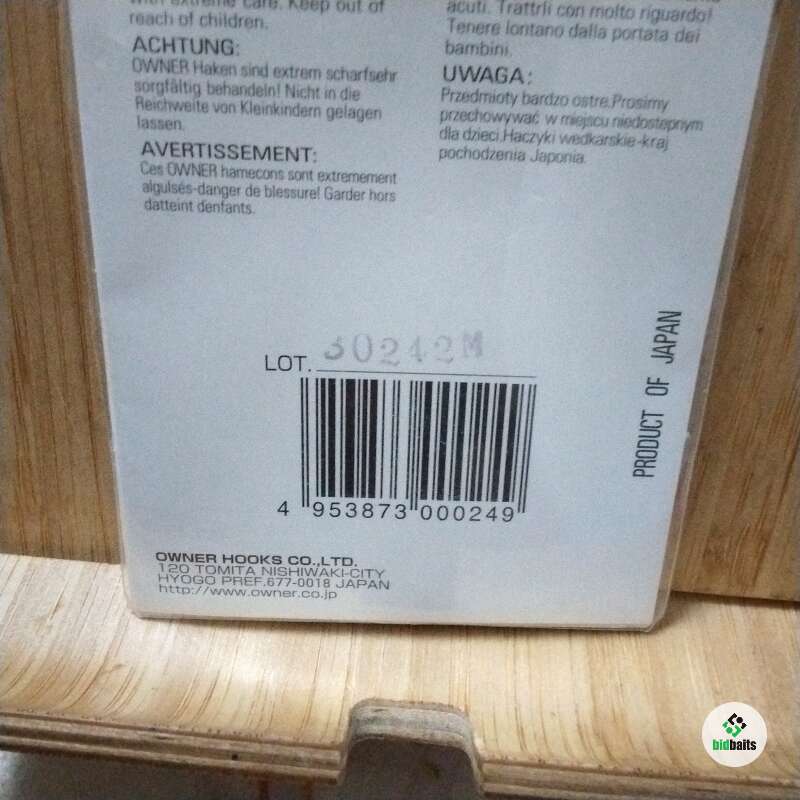 with extreme care. Keep out of
reach of children.
ACHTUNG:
OWNER Haken sind extrem scharfsehr
sorgfältig behandeln! Nicht in die
Reichweite von Kleinkindern gelagen
lassen.
AVERTISSEMENT:
Ces OWNER hamecons sont extremement
algulsés-danger de blessure! Garder hors
datteint denfants.
acuti. Trattrli con molto riguardo!
Tenere lontano dalla portata dei
bambini.
UWAGA:
Przedmioty bardzo ostre.Prosimy
przechowywać w miejscu niedostępnym
dla dzieci.Haczyki wedkarskie-kraj
pochodzenia Japonia.
LOT. 30242M
4 953873 000249
PRODUCT OF JAPAN
OWNER HOOKS CO.,LTD.
120 TOMITA NISHIWAKI-CITY
HYOGO PREF.677-0018 JAPAN
http://www.owner.co.jp
bidbaits